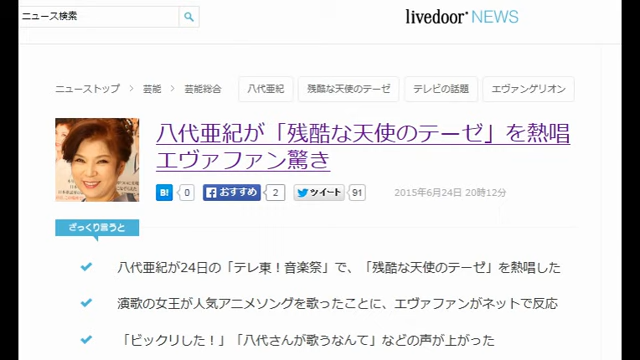 ニュース検索
livedoor NEWS
ニューストップ > 芸能 > 芸能総合 八代亜紀 残酷な天使のテーゼ テレビの話題 エヴァンゲリオン
八代亜紀が「残酷な天使のテーゼ」を熱唱
エヴァファン驚き
B! 0 おすすめ 2 ツイート 91 2015年6月24日 20時12分
ざっくり言うと
八代亜紀が24日の「テレ東!音楽祭」で、「残酷な天使のテーゼ」を熱唱した
演歌の女王が人気アニメソングを歌ったことに、エヴァファンがネットで反応
「ビックリした!」「八代さんが歌うなんて」などの声が上がった